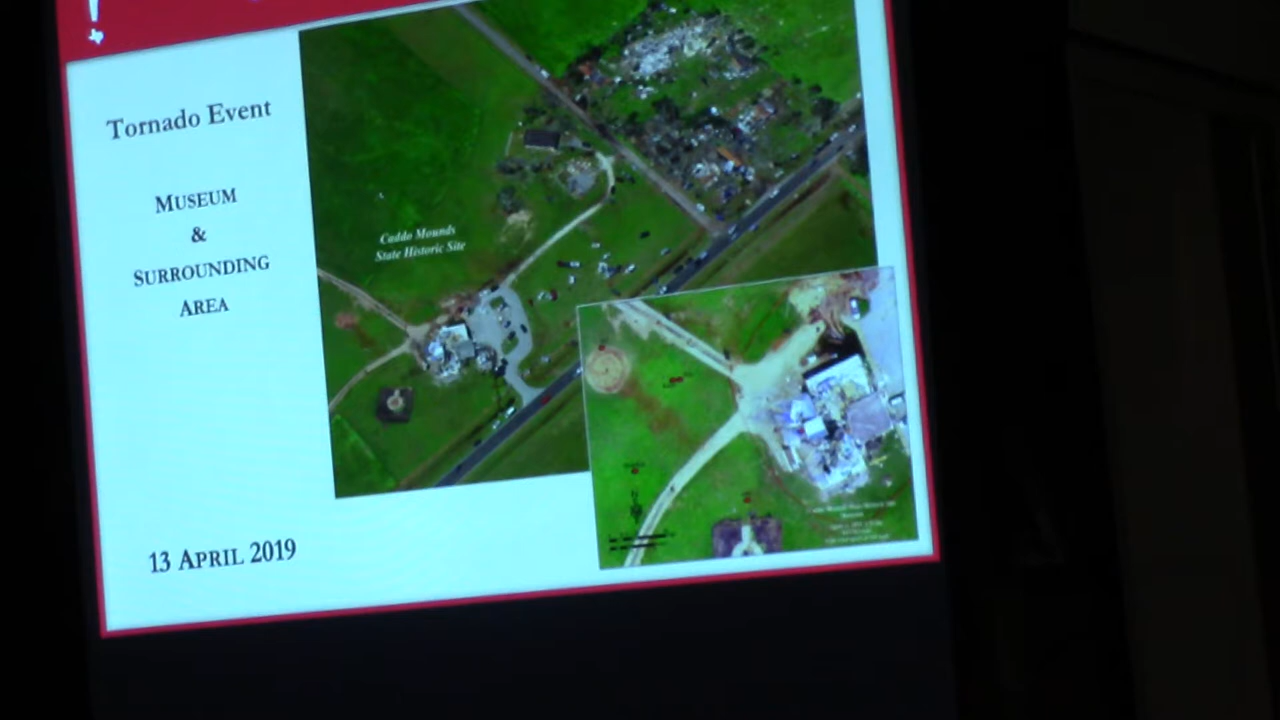 Tornado Event
MUSEUM
&
SURROUNDING
AREA
Caddo Mounds
State Historic Site
13 APRIL 2019